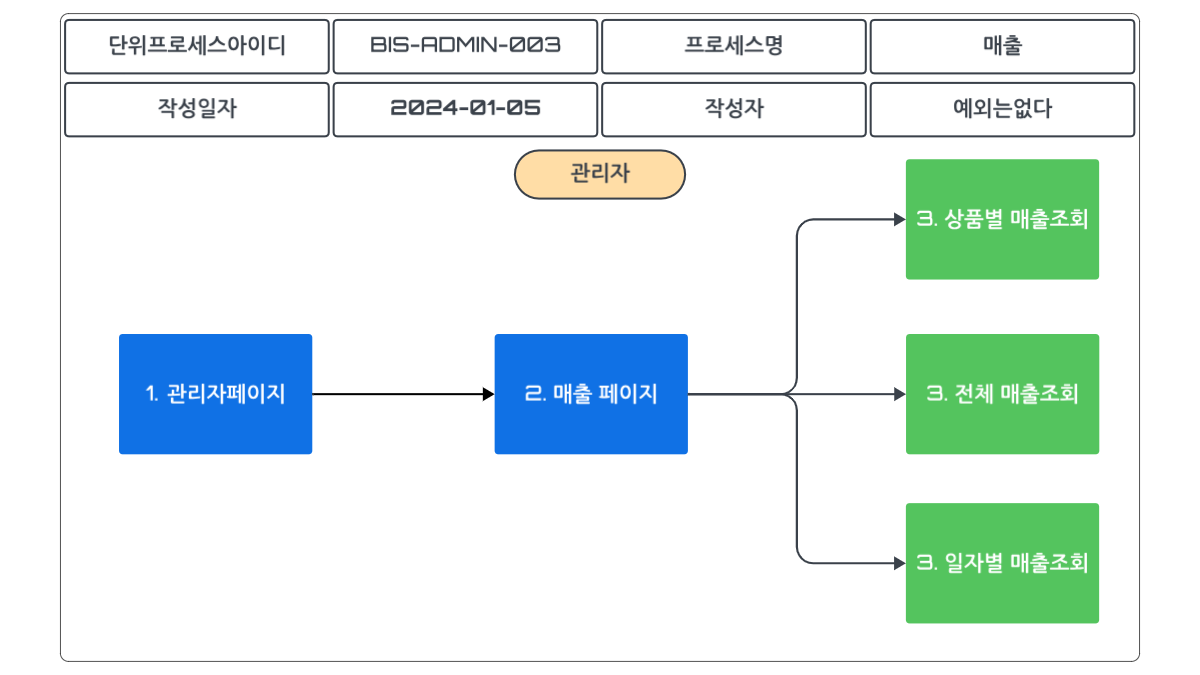 단위프로세스아이디
BIS-ADMIN-003
프로세스명
매출
작성일자
2024-01-05
작성자
예외는없다
관리자
3. 상품별 매출조회
1. 관리자페이지
2. 매출 페이지
3. 전체 매출조회
3. 일자별 매출조회